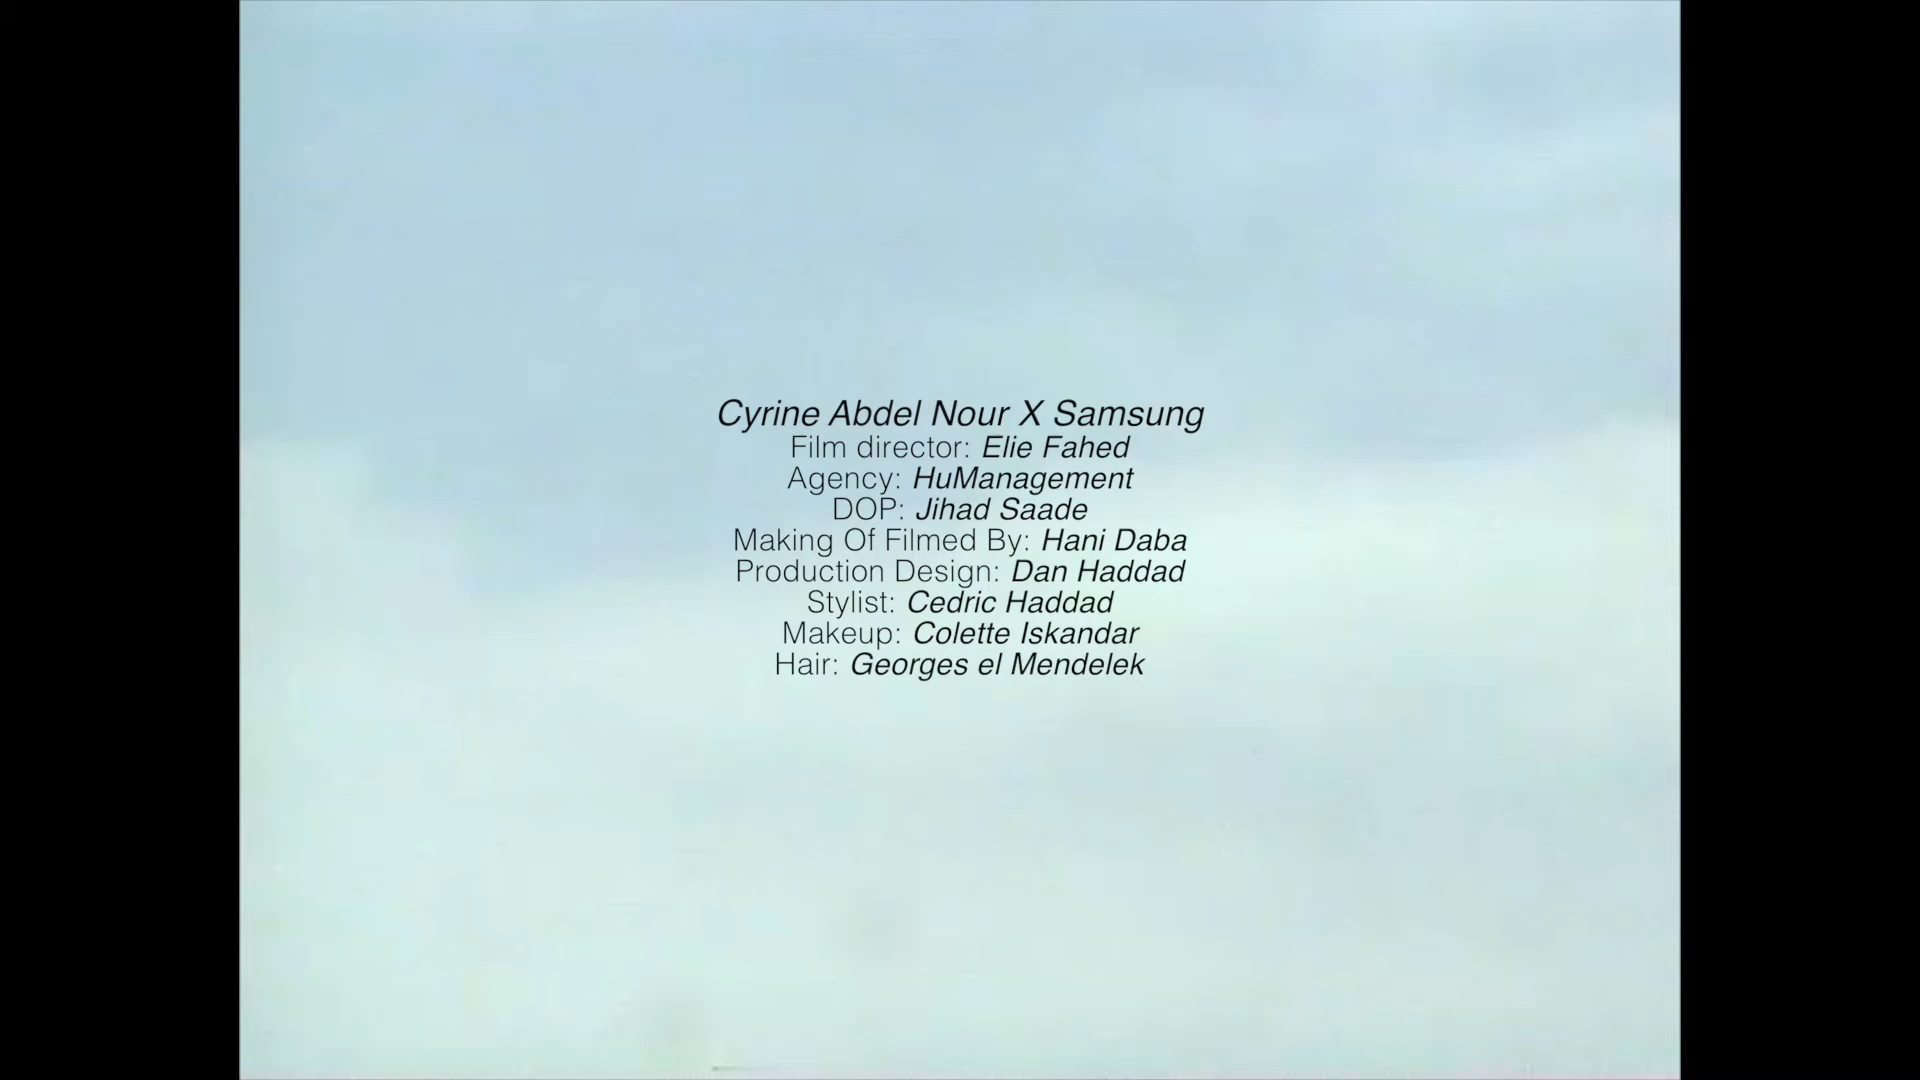 Cyrine Abdel Nour X Samsung
Film director: Elie Fahed
Agency: HuManagement
DOP: Jihad Saade
Making Of Filmed By: Hani Daba
Production Design: Dan Haddad
Stylist: Cedric Haddad
Makeup: Colette Iskandar
Hair: Georges el Mendelek